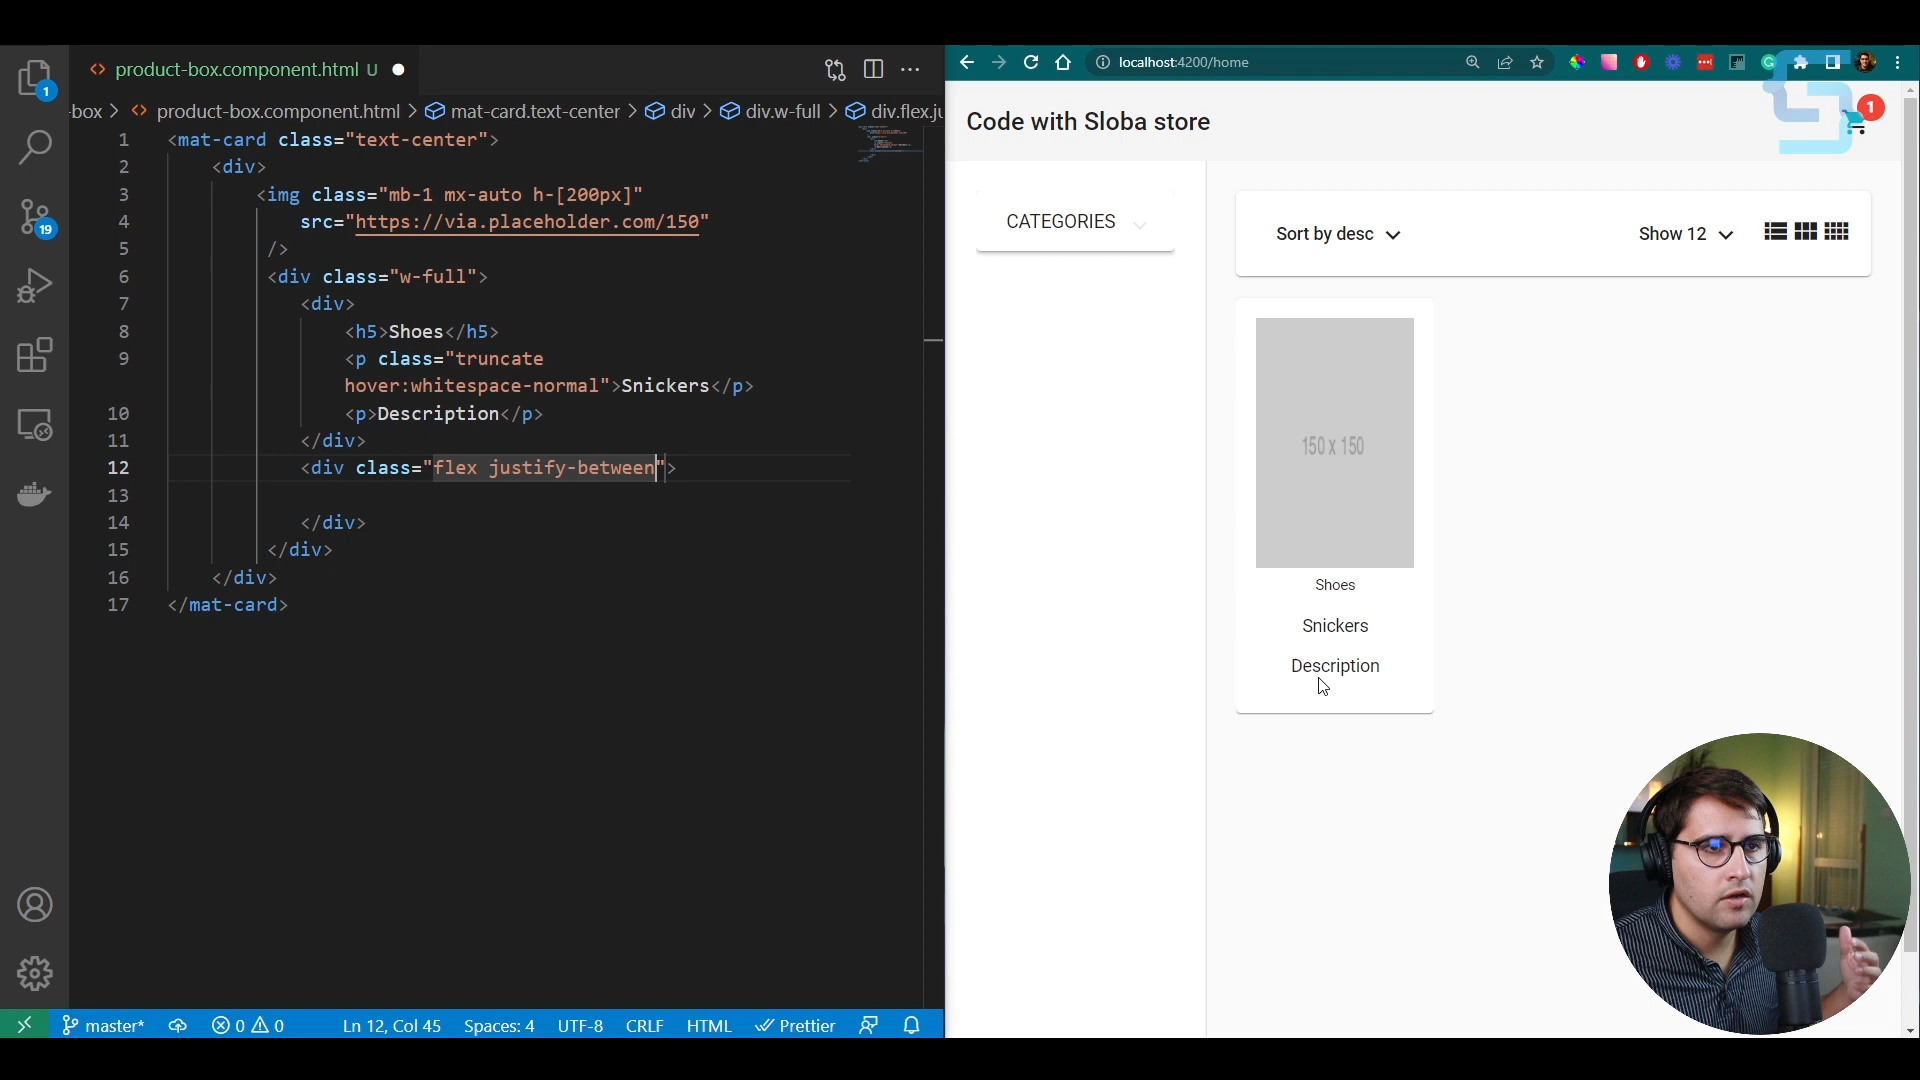 product-box.component.html U
-box > product-box.component.html > mat-card.text-center > div > div.w-full > div.flex.ju
1 <mat-card class="text-center">
2 <div>
3 <img class="mb-1 mx-auto h-[200px]"
4 src="https://via.placeholder.com/150"
5 />
6 <div class="w-full">
7 <div>
8 <h5>Shoes</h5>
9 <p class="truncate
hover:whitespace-normal">Snickers</p>
10 <p>Description</p>
11 </div>
12 <div class="flex justify-between">
13
14 </div>
15 </div>
16 </div>
17 </mat-card>
1
19
master* 0 0 Ln 12, Col 45 Spaces: 4 UTF-8 CRLF HTML Prettier
localhost:4200/home
Code with Sloba store
1
CATEGORIES
Sort by desc
Show 12
150 x 150
Shoes
Snickers
Description